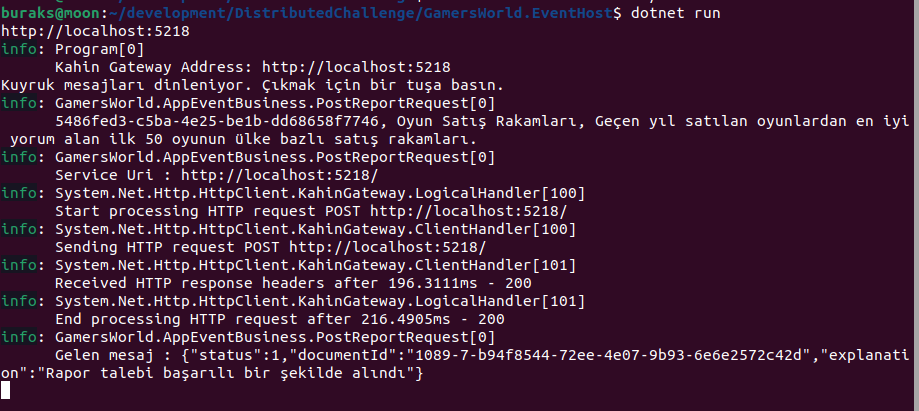 buraks@moon:~/development/DistributedChallenge/GamersWorld.EventHost$ dotnet run
http://localhost:5218
info: Program[0]
      Kahin Gateway Address: http://localhost:5218
Kuyruk mesajları dinleniyor. Çıkmak için bir tuşa basın.
info: GamersWorld.AppEventBusiness.PostReportRequest[0]
      5486fed3-c5ba-4e25-be1b-dd68658f7746, Oyun Satış Rakamları, Geçen yıl satılan oyunlardan en iyi
 yorum alan ilk 50 oyunun ülke bazlı satış rakamları.
info: GamersWorld.AppEventBusiness.PostReportRequest[0]
      Service Uri : http://localhost:5218/
info: System.Net.Http.HttpClient.KahinGateway.LogicalHandler[100]
      Start processing HTTP request POST http://localhost:5218/
info: System.Net.Http.HttpClient.KahinGateway.ClientHandler[100]
      Sending HTTP request POST http://localhost:5218/
info: System.Net.Http.HttpClient.KahinGateway.ClientHandler[101]
      Received HTTP response headers after 196.3111ms - 200
info: System.Net.Http.HttpClient.KahinGateway.LogicalHandler[101]
      End processing HTTP request after 216.4905ms - 200
info: GamersWorld.AppEventBusiness.PostReportRequest[0]
      Gelen mesaj : {"status":1,"documentId":"1089-7-b94f8544-72ee-4e07-9b93-6e6e2572c42d","explanati
on":"Rapor talebi başarılı bir şekilde alındı"}